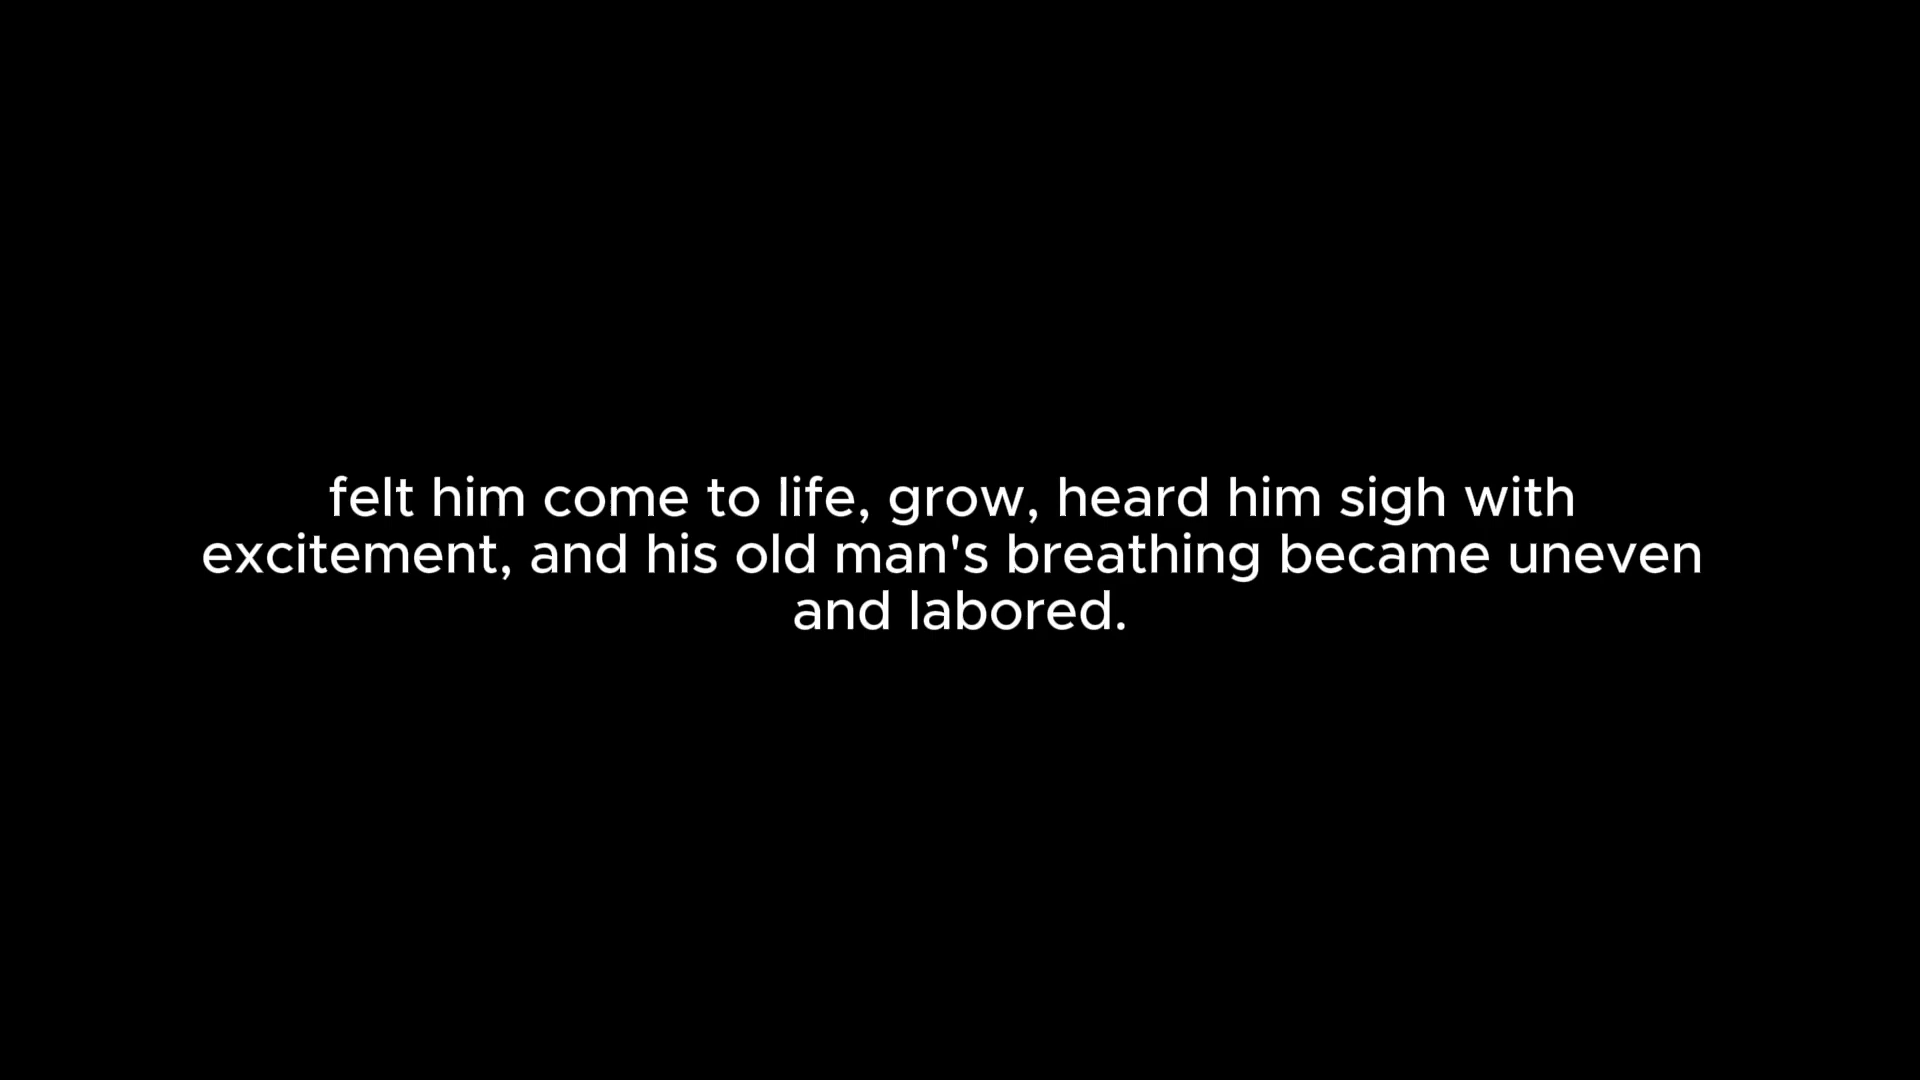 felt him come to life, grow, heard him sigh with
excitement, and his old man's breathing became uneven
and labored.